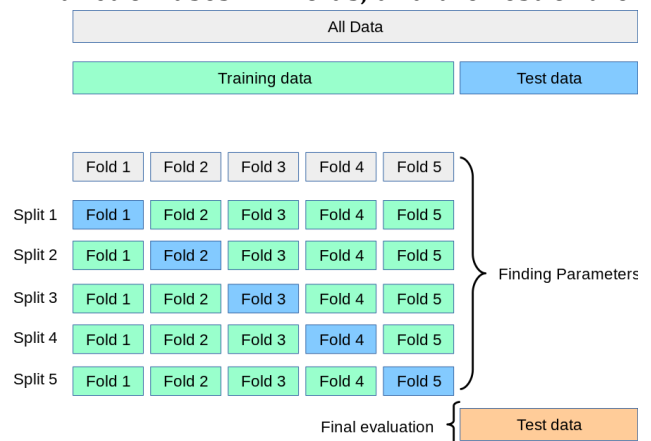 All Data
Training data Test data
Fold 1 Fold 2 Fold 3 Fold 4 Fold 5
Split 1 Fold 1 Fold 2 Fold 3 Fold 4 Fold 5
Split 2 Fold 1 Fold 2 Fold 3 Fold 4 Fold 5
Finding Parameters
Split 3 Fold 1 Fold 2 Fold 3 Fold 4 Fold 5
Split 4 Fold 1 Fold 2 Fold 3 Fold 4 Fold 5
Split 5 Fold 1 Fold 2 Fold 3 Fold 4 Fold 5
Final evaluation Test data